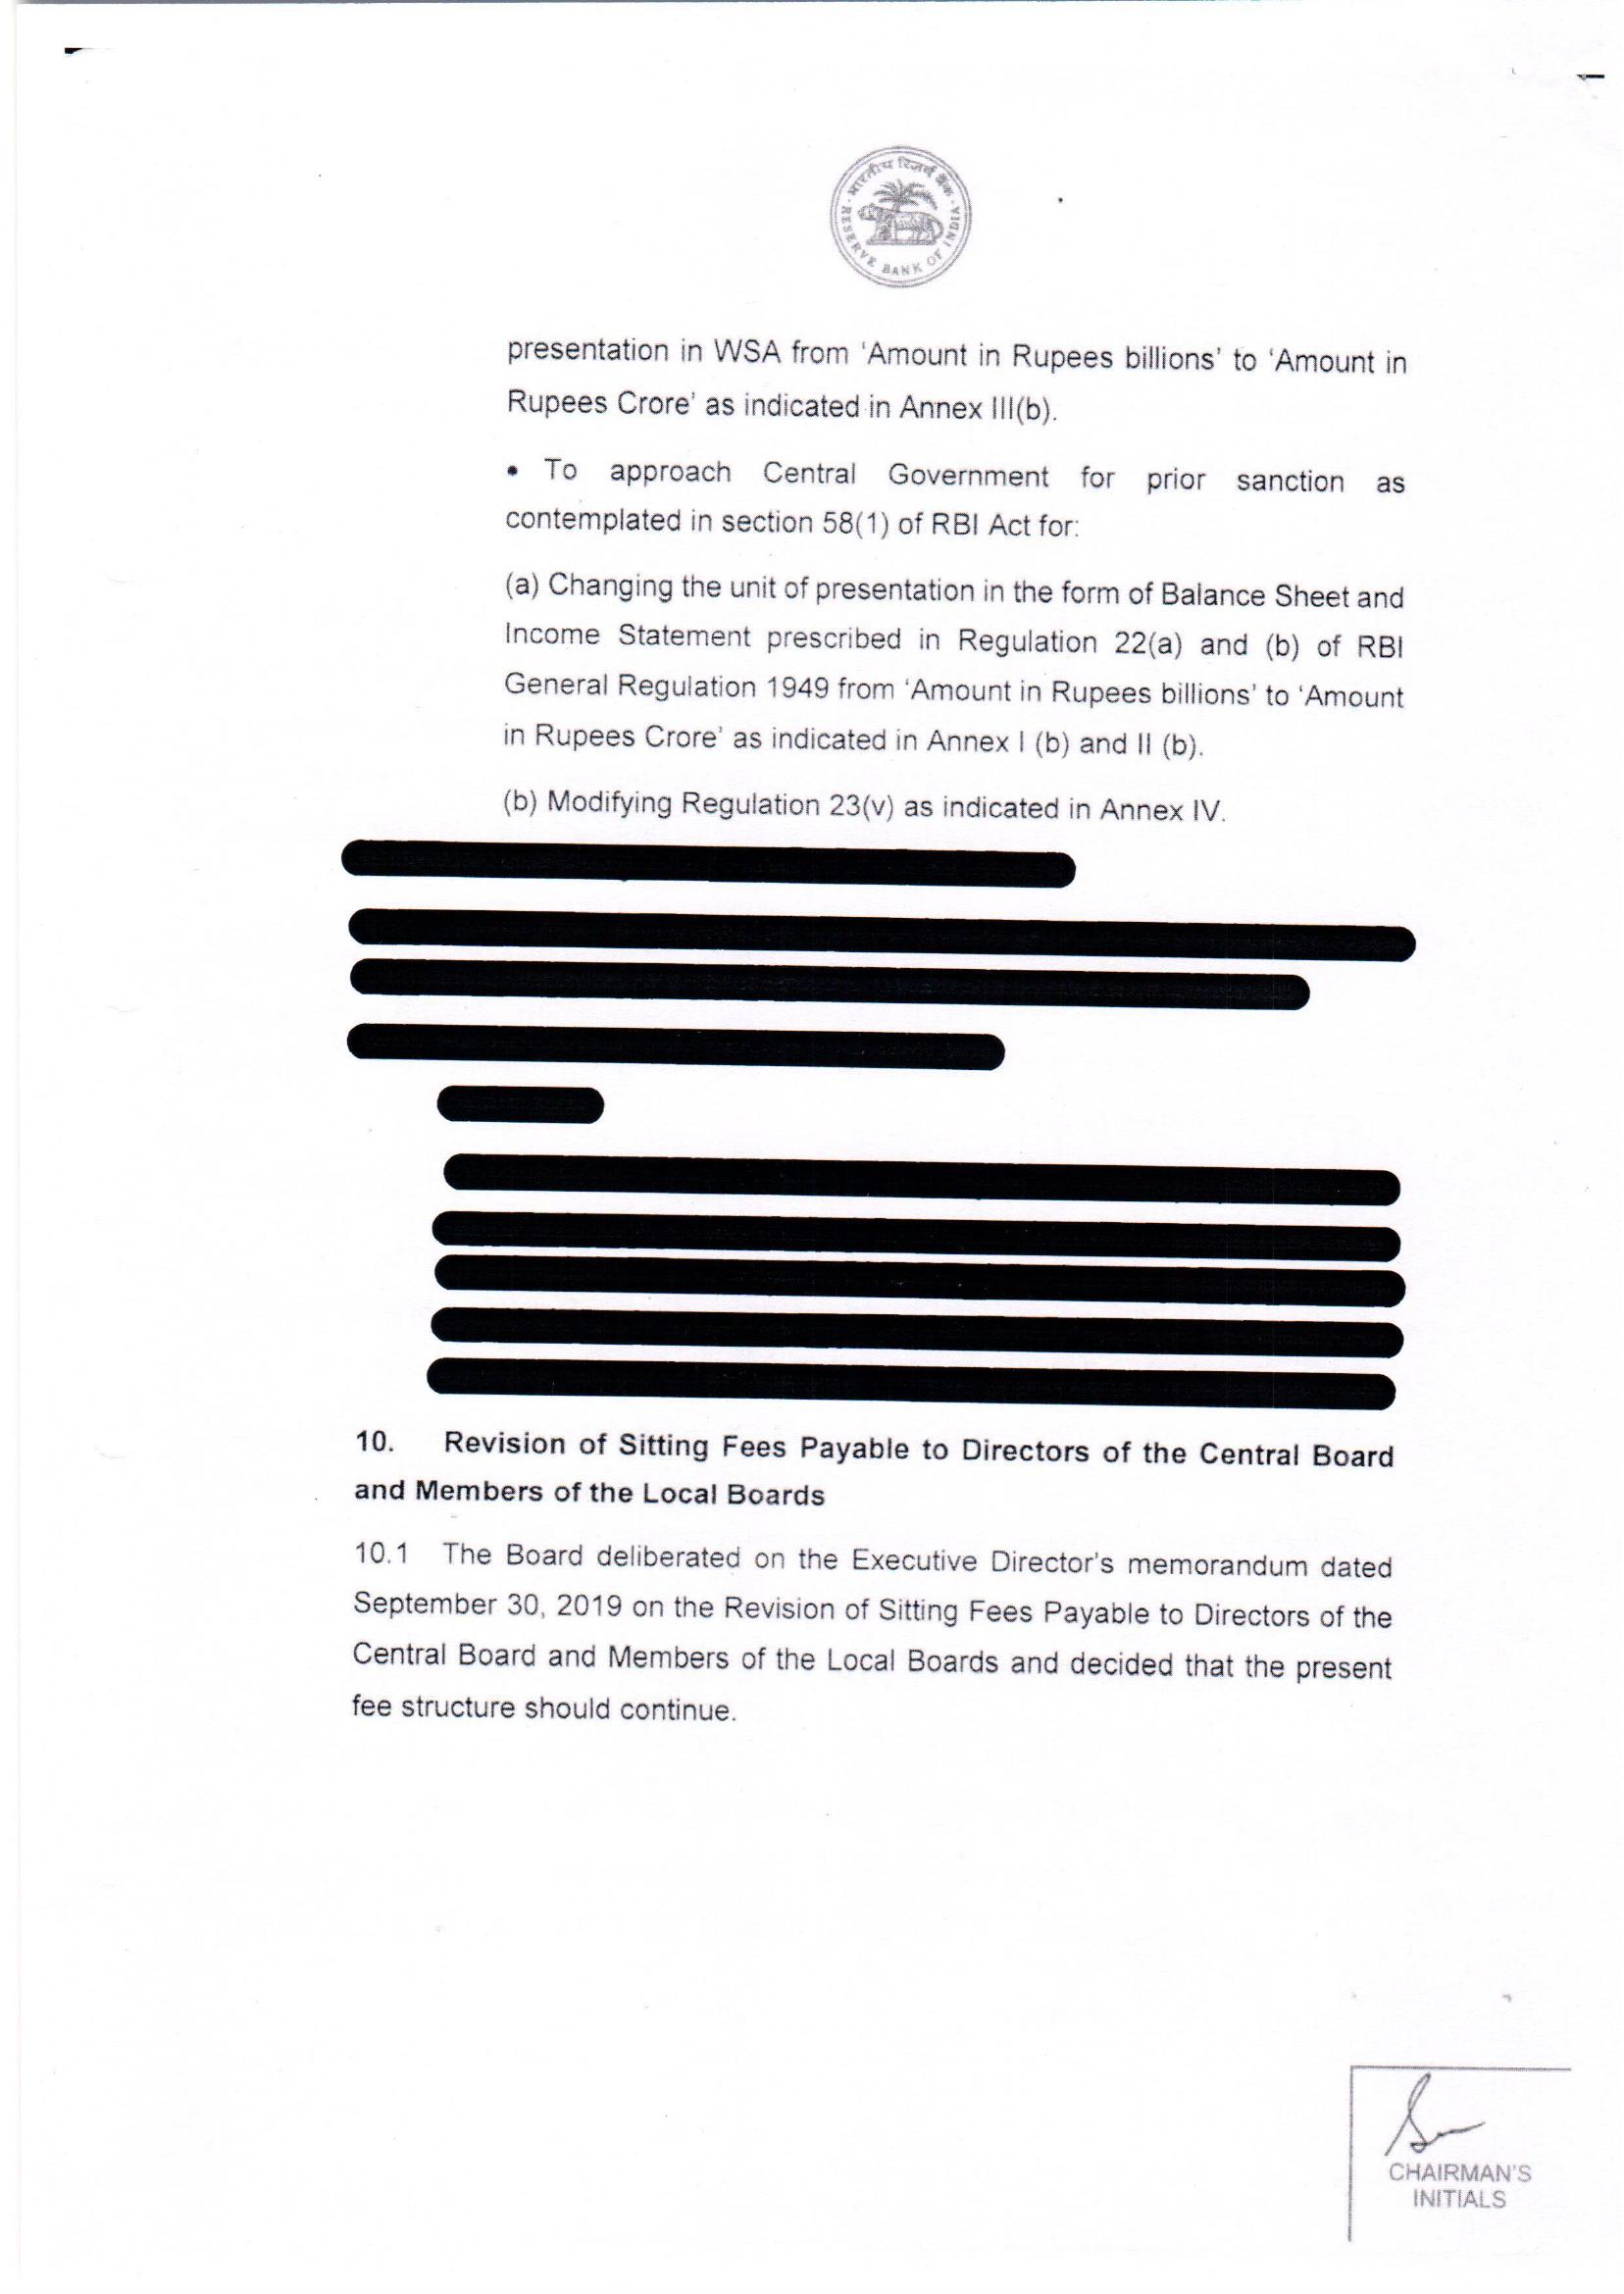 भारतीय रिज़र्व बैंक
RESERVE BANK OF INDIA
presentation in WSA from ‘Amount in Rupees billions’ to ‘Amount in
Rupees Crore’ as indicated in Annex III(b).
• To approach Central Government for prior sanction as
contemplated in section 58(1) of RBI Act for:
(a) Changing the unit of presentation in the form of Balance Sheet and
Income Statement prescribed in Regulation 22(a) and (b) of RBI
General Regulation 1949 from ‘Amount in Rupees billions’ to ‘Amount
in Rupees Crore’ as indicated in Annex I (b) and II (b).
(b) Modifying Regulation 23(v) as indicated in Annex IV.
10. Revision of Sitting Fees Payable to Directors of the Central Board
and Members of the Local Boards
10.1 The Board deliberated on the Executive Director’s memorandum dated
September 30, 2019 on the Revision of Sitting Fees Payable to Directors of the
Central Board and Members of the Local Boards and decided that the present
fee structure should continue.
CHAIRMAN’S
INITIALS